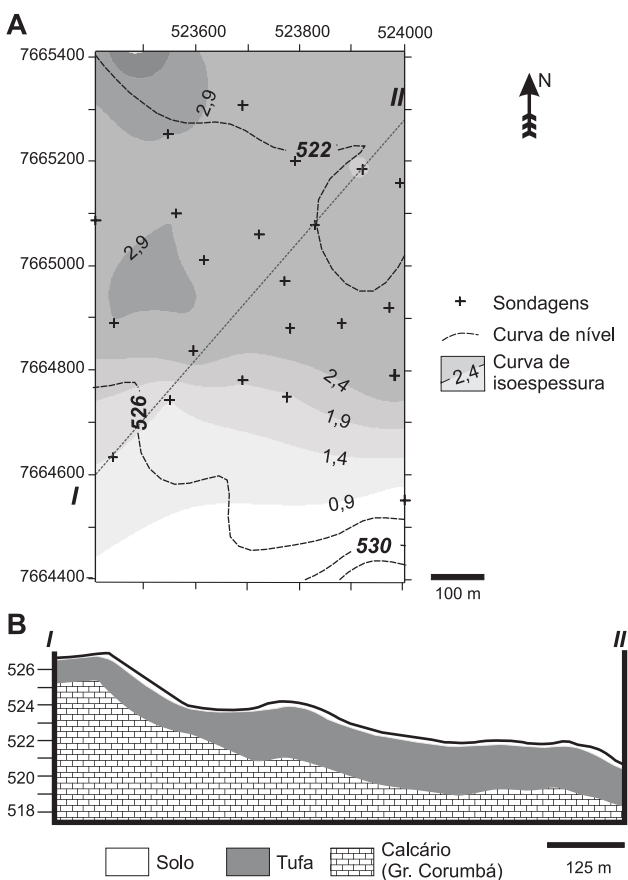 A
523600 523800 524000
7665400
7665200
7665000
7664800
7664600
7664400
N
II
2,9
522
2,9
2,4
526
1,9
1,4
I
0,9
530
Sondagens
Curva de nível
2,4 Curva de
isoespessura
100 m
B
I II
526
524
522
520
518
Solo Tufa Calcário
(Gr. Corumbá)
125 m